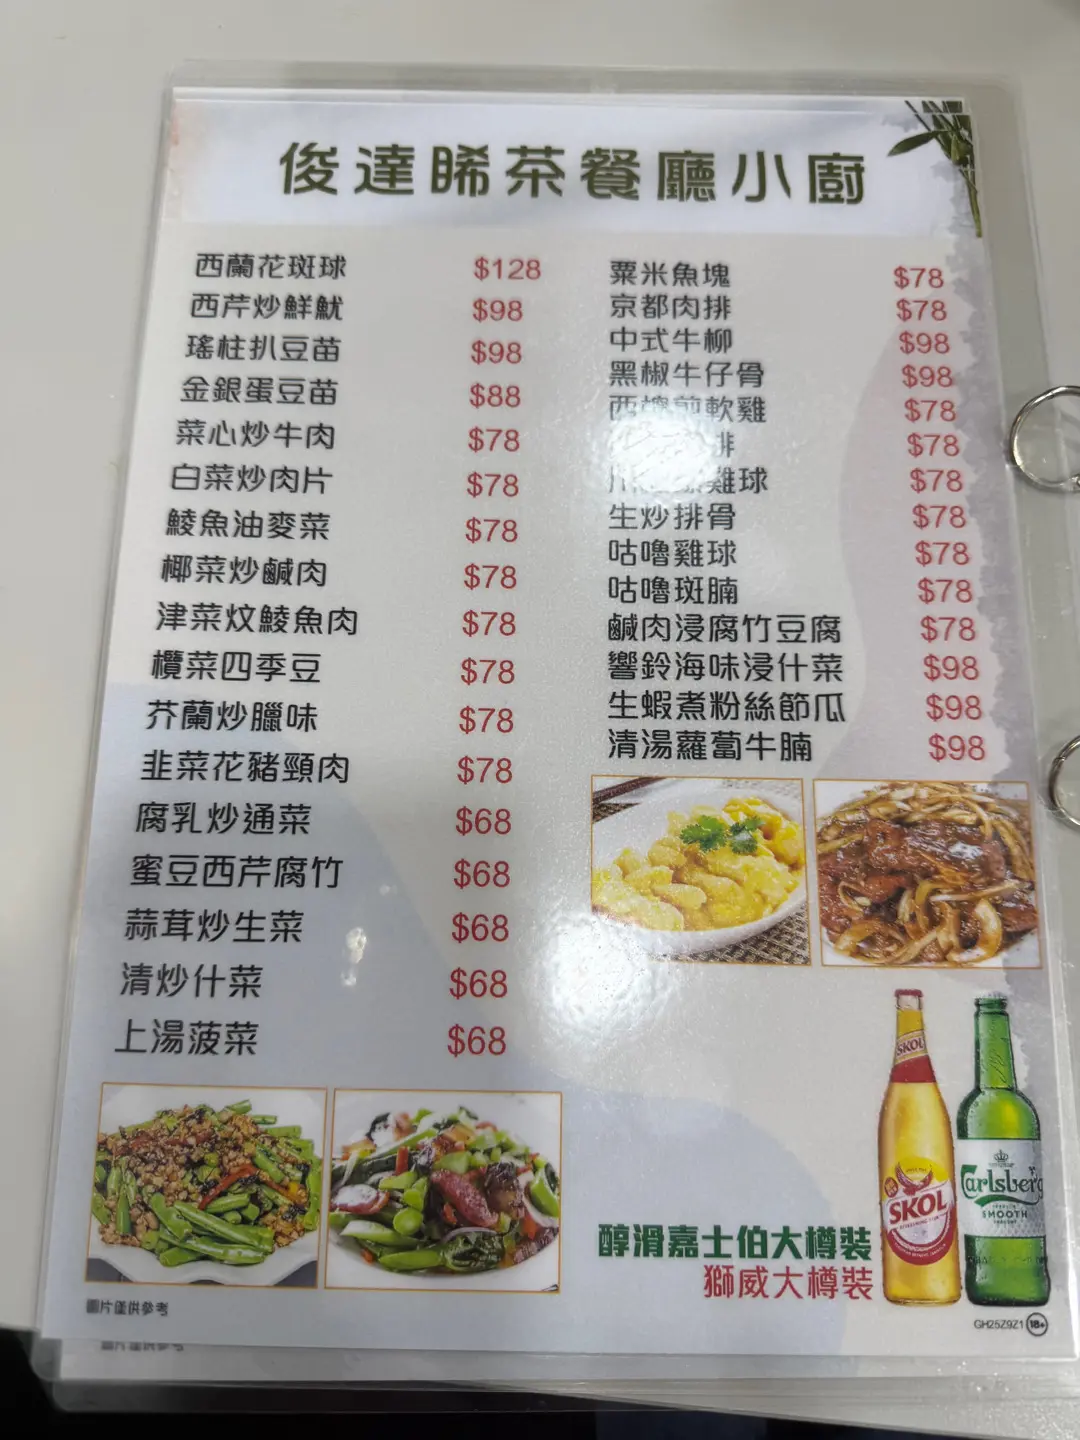 俊達晞茶餐廳小廚
西蘭花斑球 $128
西芹炒鮮魷 $98
瑤柱扒豆苗 $98
金銀蛋豆苗 $88
菜心炒牛肉 $78
白菜炒肉片 $78
鯪魚油麥菜 $78
椰菜炒鹹肉 $78
津菜炆鯪魚肉 $78
欖菜四季豆 $78
芥蘭炒臘味 $78
韭菜花豬頸肉 $78
腐乳炒通菜 $68
蜜豆西芹腐竹 $68
蒜茸炒生菜 $68
清炒什菜 $68
上湯菠菜 $68
粟米魚塊 $78
京都肉排 $78
中式牛柳 $98
黑椒牛仔骨 $98
西檸煎軟雞 $78
排 $78
川 雞球 $78
生炒排骨 $78
咕嚕雞球 $78
咕嚕斑腩 $78
鹹肉浸腐竹豆腐 $78
響鈴海味浸什菜 $98
生蝦煮粉絲節瓜 $98
清湯蘿蔔牛腩 $98
SKOL
SKOL
Carlsberg
SMOOTH
醇滑嘉士伯大樽裝
獅威大樽裝
圖片僅供參考
GH25Z9Z1 18+